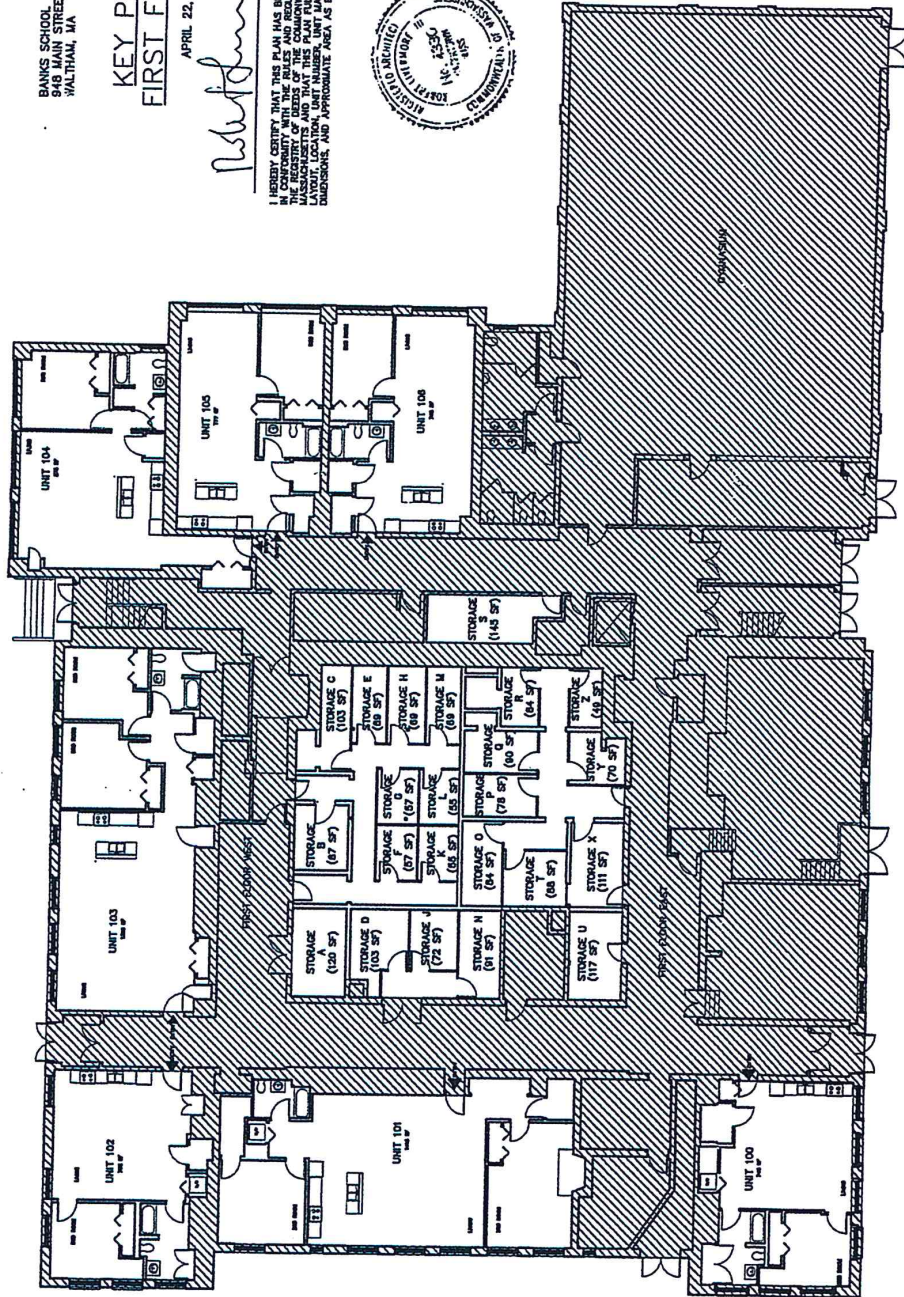 BANKS SCHOOL
948 MAIN STREE
WALTHAM, MA
KEY P
FIRST F
APRIL 22,
I HEREBY CERTIFY THAT THIS PLAN HAS B
IN CONFORMITY WITH THE RULES AND REGU
THE REGISTRY OF DEEDS OF THE COMMONW
MASSACHUSETTS AND THAT THIS PLAN FUL
LAYOUT, LOCATION, UNIT NUMBER, UNIT MA
DIMENSIONS, AND APPROXIMATE AREA AS B
REGISTERED ARCHITECT
UNIT 104
UNIT 105
UNIT 106
GYMNASIUM
UNIT 103
FIRST FLOOR WEST
STORAGE
S
(145 SF)
STORAGE C
(103 SF)
STORAGE E
(69 SF)
STORAGE H
(69 SF)
STORAGE M
(69 SF)
STORAGE
R
(64 SF)
STORAGE
Z
(49 SF)
STORAGE
B
(67 SF)
STORAGE
G
(57 SF)
STORAGE
L
(55 SF)
STORAGE
Q
(60 SF)
STORAGE
P
(78 SF)
STORAGE
Y
(70 SF)
STORAGE
F
(57 SF)
STORAGE
K
(55 SF)
STORAGE O
(64 SF)
STORAGE
T
(88 SF)
STORAGE X
(111 SF)
STORAGE
A
(120 SF)
STORAGE D
(103 SF)
STORAGE
J
(72 SF)
STORAGE N
(91 SF)
STORAGE U
(117 SF)
FIRST FLOOR EAST
UNIT 102
UNIT 101
UNIT 100